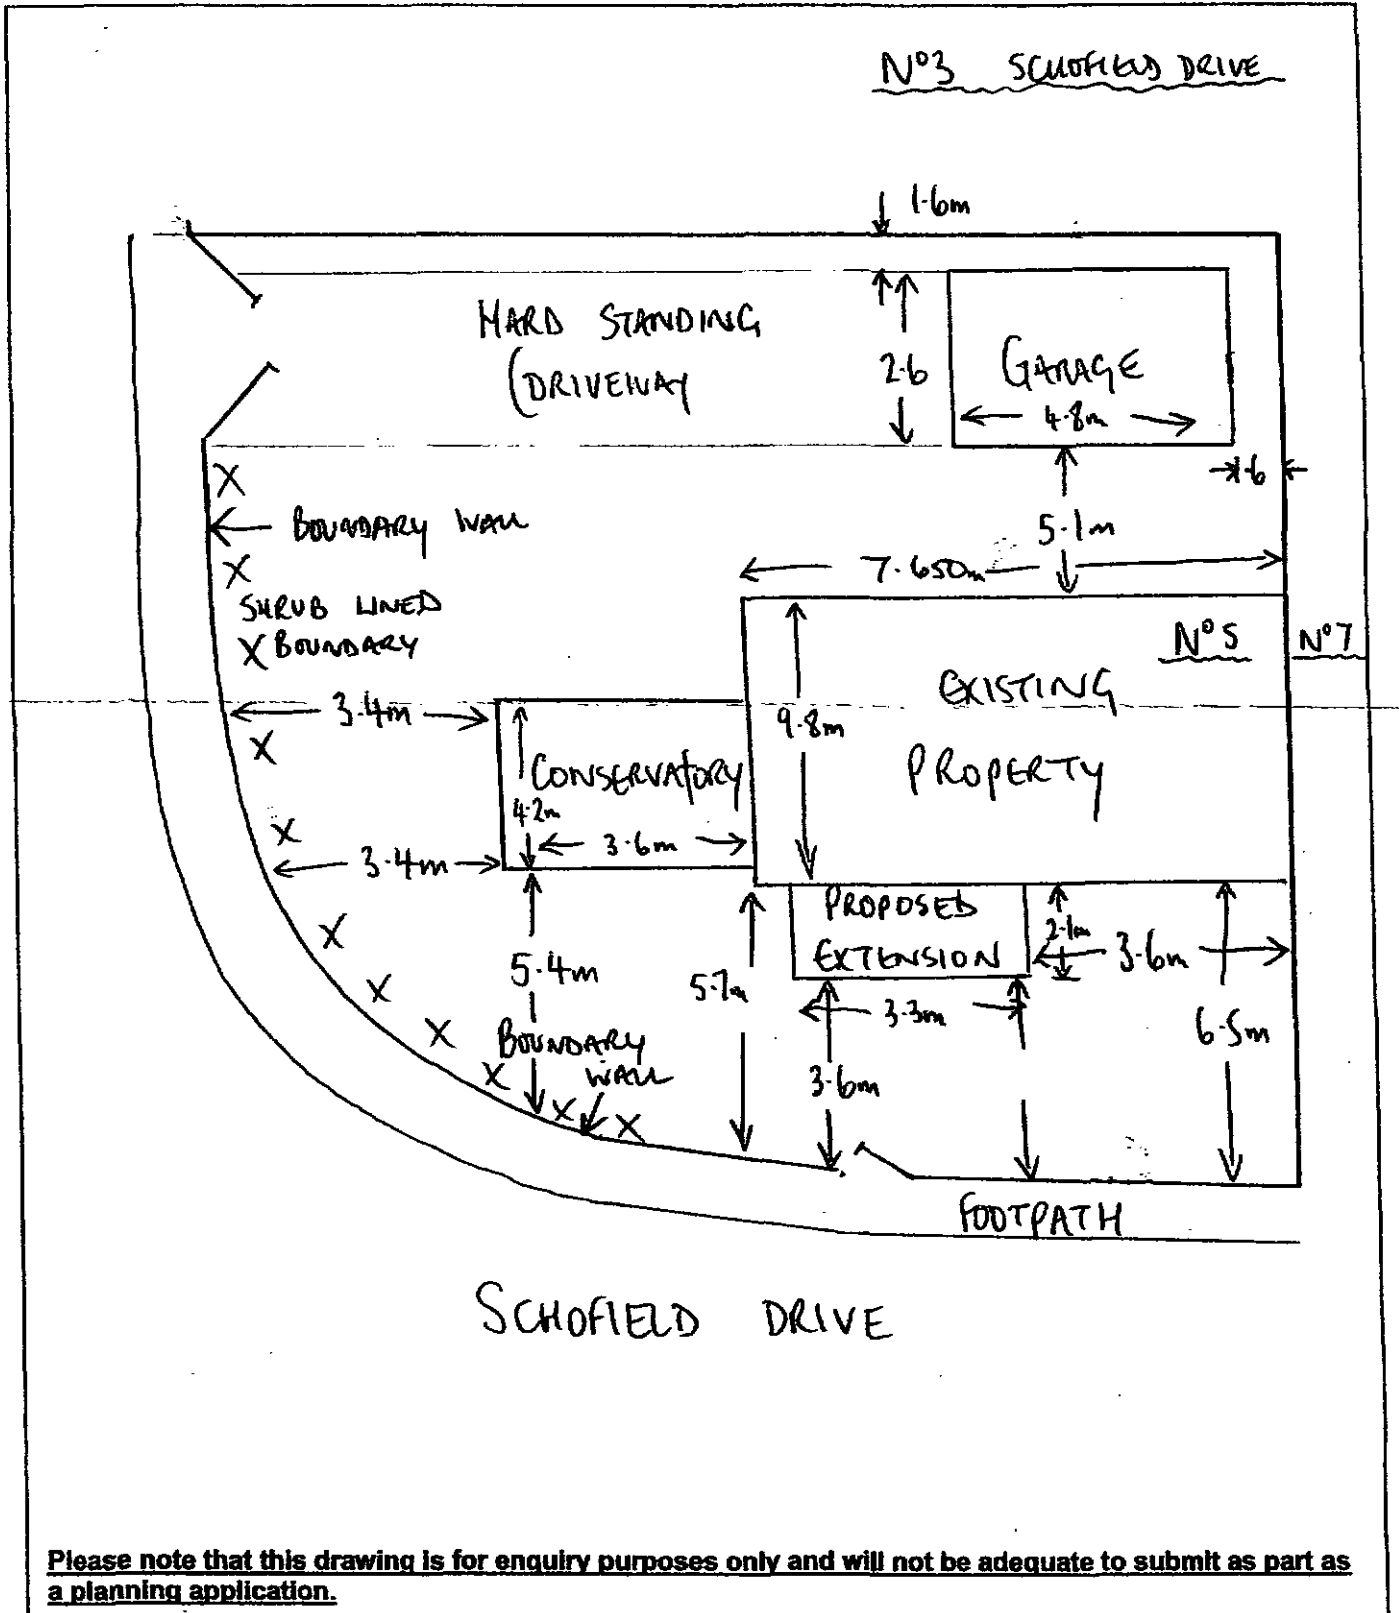 Nº3 SCHOFIELD DRIVE
1.6m
HARD STANDING
(DRIVEWAY
2.6
GARAGE
4.8m
1.6
BOUNDARY WALL
5.1m
7.650m
SHRUB LINED
BOUNDARY
Nº5
Nº7
EXISTING
PROPERTY
3.4m
9.8m
CONSERVATORY
4.2m
3.6m
3.4m
PROPOSED
EXTENSION
2.1m
3.6m
5.4m
5.7m
3.3m
6.5m
BOUNDARY
WALL
3.6m
FOOTPATH
SCHOFIELD DRIVE
Please note that this drawing is for enquiry purposes only and will not be adequate to submit as part as
a planning application.